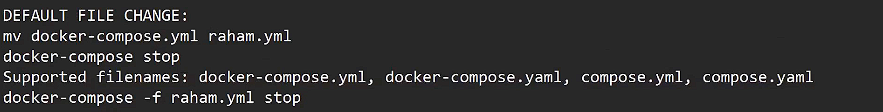 DEFAULT FILE CHANGE:
mv docker-compose.yml raham.yml
docker-compose stop
Supported filenames: docker-compose.yml, docker-compose.yaml, compose.yml, compose.yaml
docker-compose -f raham.yml stop